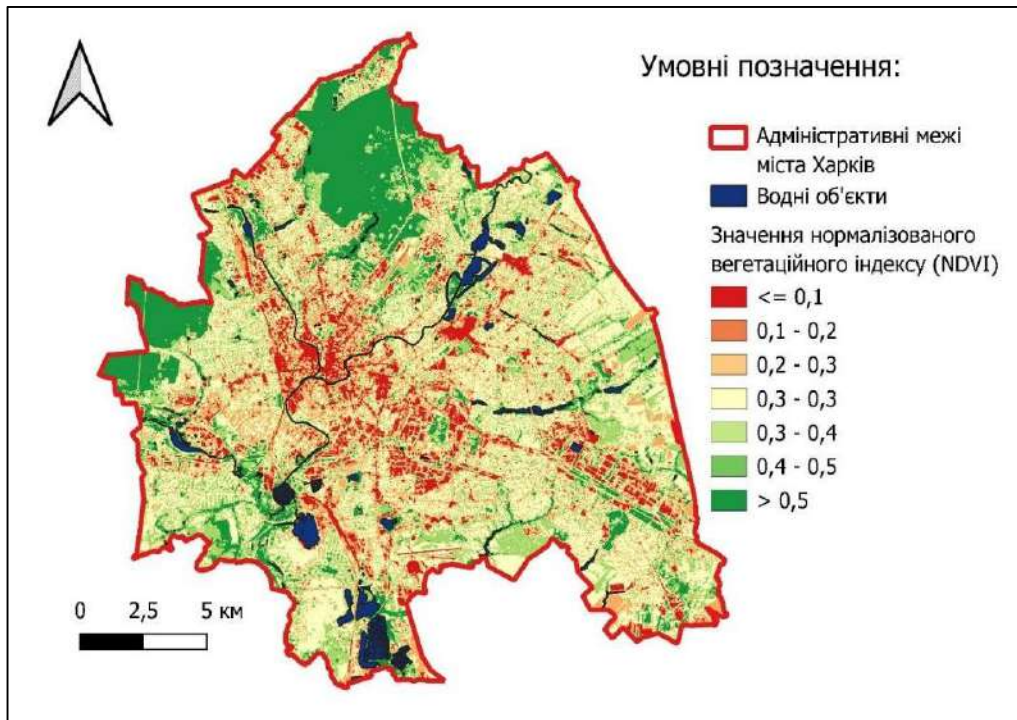 Умовні позначення:
Адміністративні межі
міста Харків
Водні об'єкти
Значення нормалізованого
вегетаційного індексу (NDVI)
<= 0,1
0,1 - 0,2
0,2 - 0,3
0,3 - 0,3
0,3 - 0,4
0,4 - 0,5
> 0,5
0 2,5 5 км